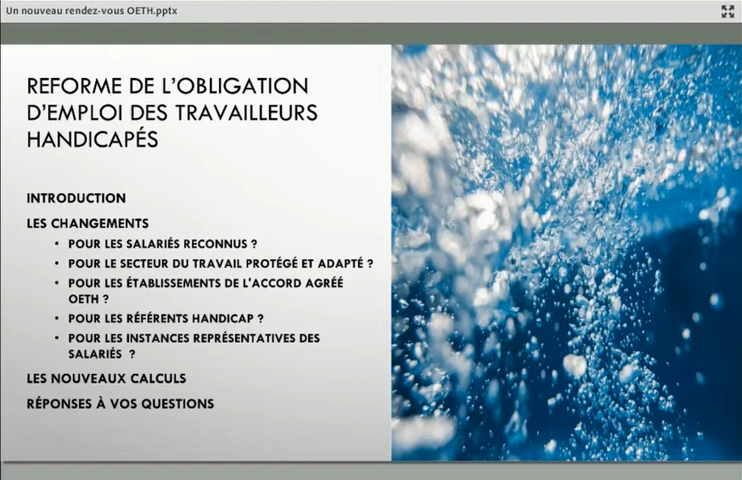 Un nouveau rendez-vous OETH.pptx
REFORME DE L’OBLIGATION
D’EMPLOI DES TRAVAILLEURS
HANDICAPÉS
INTRODUCTION
LES CHANGEMENTS
• POUR LES SALARIÉS RECONNUS ?
• POUR LE SECTEUR DU TRAVAIL PROTÉGÉ ET ADAPTÉ ?
• POUR LES ÉTABLISSEMENTS DE L’ACCORD AGRÉÉ
OETH ?
• POUR LES RÉFÉRENTS HANDICAP ?
• POUR LES INSTANCES REPRÉSENTATIVES DES
SALARIÉS ?
LES NOUVEAUX CALCULS
RÉPONSES À VOS QUESTIONS